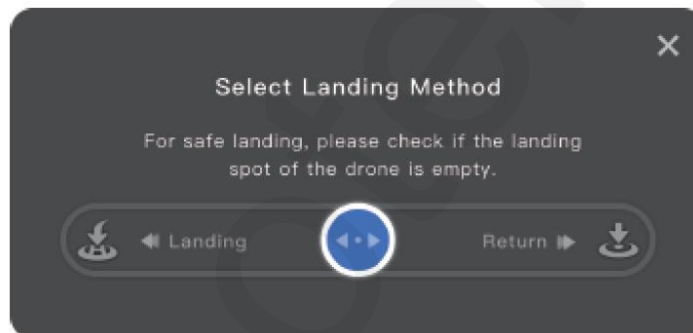 Select Landing Method
For safe landing, please check if the landing
spot of the drone is empty.
Landing
Return